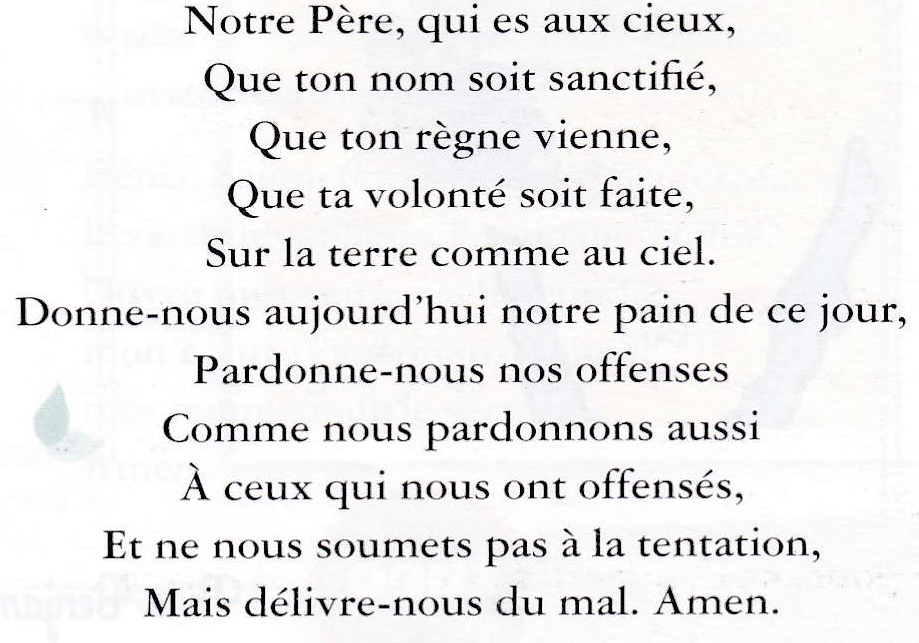 Notre Père, qui es aux cieux,
Que ton nom soit sanctifié,
Que ton règne vienne,
Que ta volonté soit faite,
Sur la terre comme au ciel.
Donne-nous aujourd'hui notre pain de ce jour,
Pardonne-nous nos offenses
Comme nous pardonnons aussi
À ceux qui nous ont offensés,
Et ne nous soumets pas à la tentation,
Mais délivre-nous du mal. Amen.